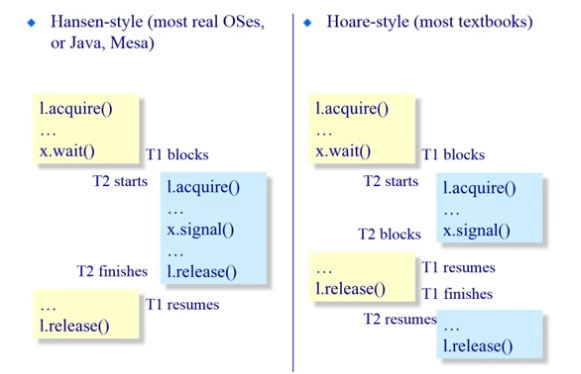 Hansen-style (most real OSes,
or Java, Mesa)
l.acquire()
…
x.wait()
T1 blocks
T2 starts
l.acquire()
…
x.signal()
…
T2 finishes
l.release()
T1 resumes
…
l.release()
Hoare-style (most textbooks)
l.acquire()
…
x.wait()
T1 blocks
T2 starts
l.acquire()
…
x.signal()
T2 blocks
…
T1 resumes
l.release()
T1 finishes
T2 resumes
…
l.release()